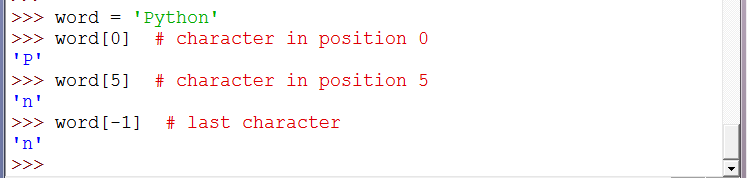 >>> word = 'Python'
>>> word[0]  # character in position 0
'P'
>>> word[5]  # character in position 5
'n'
>>> word[-1]  # last character
'n'
>>>